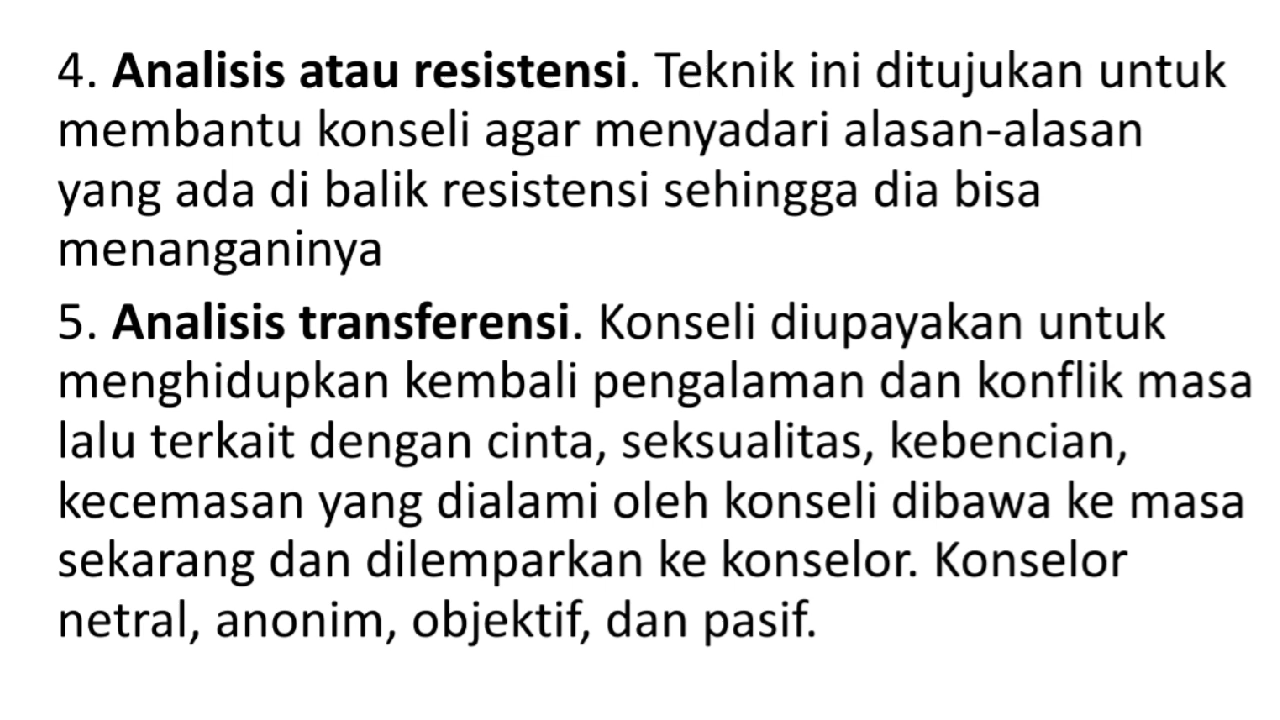 4. Analisis atau resistensi. Teknik ini ditujukan untuk
membantu konseli agar menyadari alasan-alasan
yang ada di balik resistensi sehingga dia bisa
menanganinya
5. Analisis transferensi. Konseli diupayakan untuk
menghidupkan kembali pengalaman dan konflik masa
lalu terkait dengan cinta, seksualitas, kebencian,
kecemasan yang dialami oleh konseli dibawa ke masa
sekarang dan dilemparkan ke konselor. Konselor
netral, anonim, objektif, dan pasif.